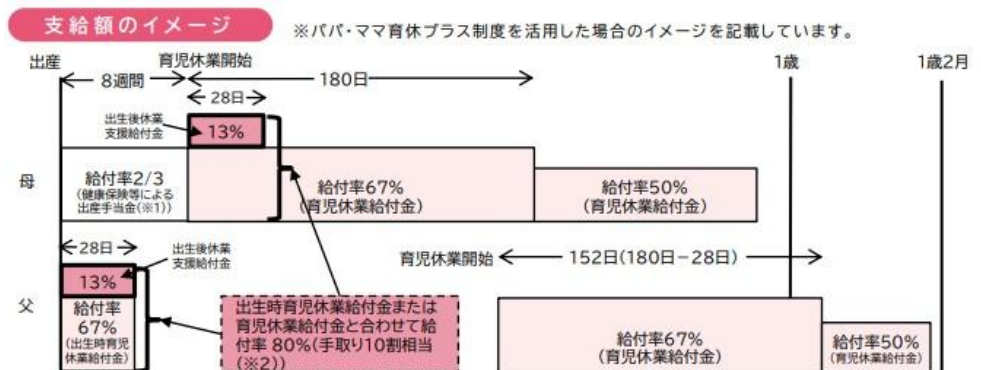 支給額のイメージ
※パパ・ママ育休プラス制度を活用した場合のイメージを記載しています。
出産
育児休業開始
1歳
1歳2月
8週間
180日
28日
出生後休業
支援給付金
13%
母
給付率2/3
(健康保険等による
出産手当金(※1))
給付率67%
(育児休業給付金)
給付率50%
(育児休業給付金)
28日
出生後休業
支援給付金
育児休業開始
152日(180日－28日)
13%
父
給付率
67%
(出生時育児
休業給付金)
出生時育児休業給付金または
育児休業給付金と合わせて給
付率 80%(手取り10割相当
(※2))
給付率67%
(育児休業給付金)
給付率50%
(育児休業給付金)